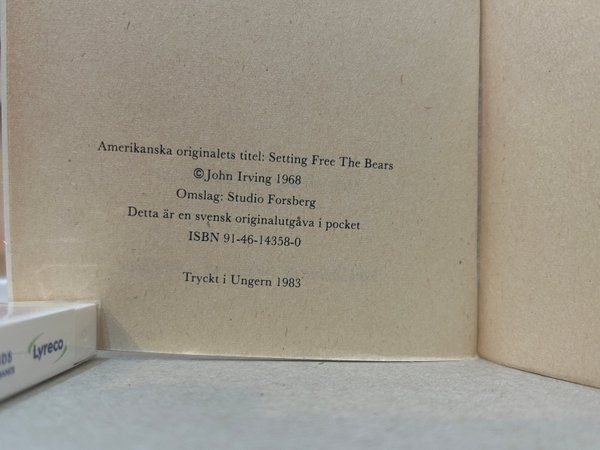 Amerikanska originalets titel: Setting Free The Bears
©John Irving 1968
Omslag: Studio Forsberg
Detta är en svensk originalutgåva i pocket
ISBN 91-46-14358-0
Tryckt i Ungern 1983
Lyreco